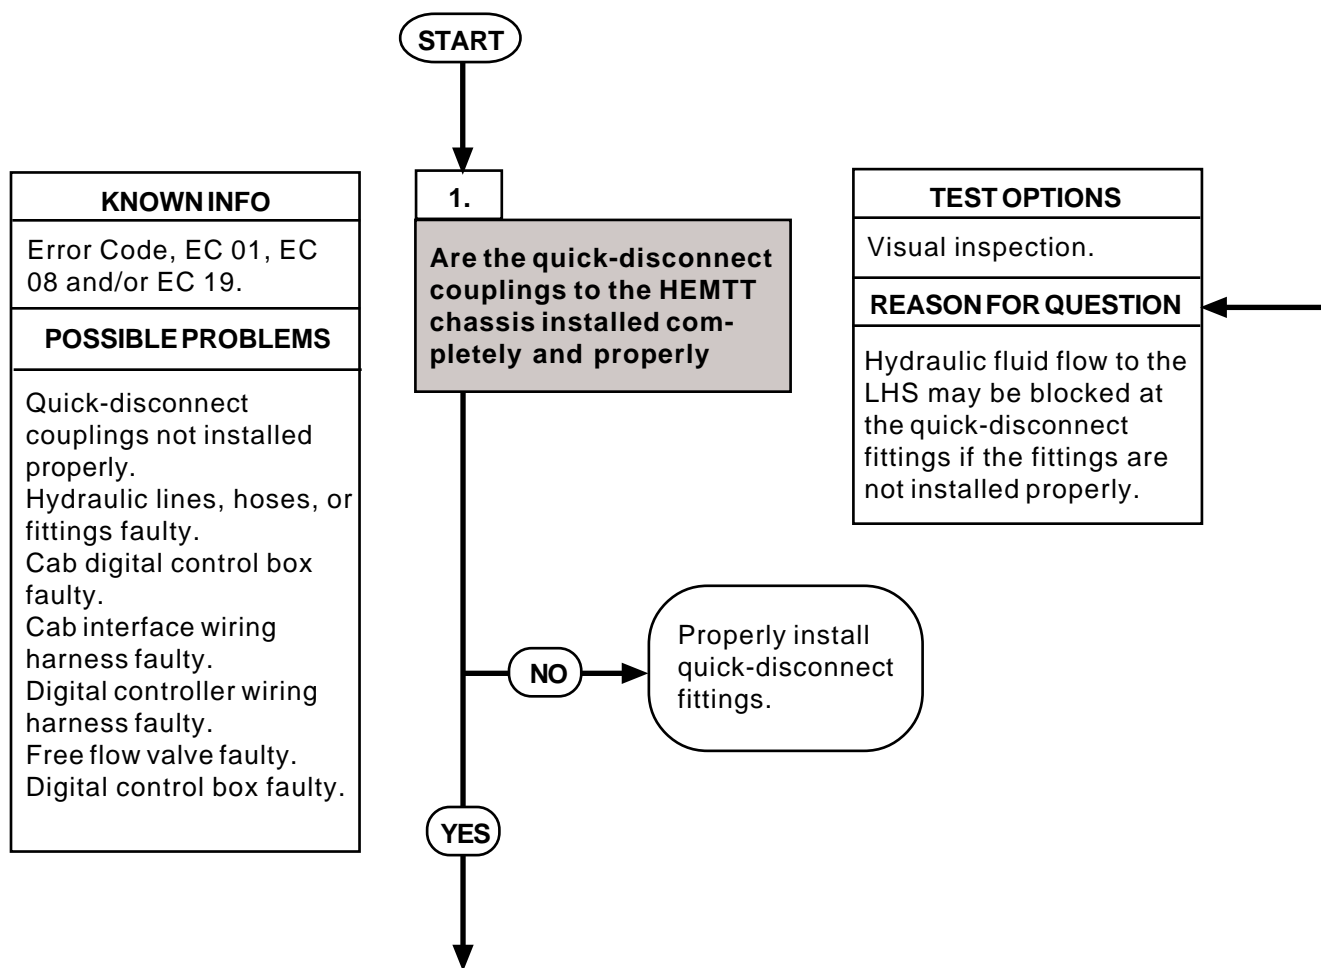 START
KNOWN INFO
Error Code, EC 01, EC
08 and/or EC 19.
POSSIBLE PROBLEMS
Quick-disconnect
couplings not installed
properly.
Hydraulic lines, hoses, or
fittings faulty.
Cab digital control box
faulty.
Cab interface wiring
harness faulty.
Digital controller wiring
harness faulty.
Free flow valve faulty.
Digital control box faulty.
1.
Are the quick-disconnect
couplings to the HEMTT
chassis installed com-
pletely and properly
TEST OPTIONS
Visual inspection.
REASON FOR QUESTION
Hydraulic fluid flow to the
LHS may be blocked at
the quick-disconnect
fittings if the fittings are
not installed properly.
NO
Properly install
quick-disconnect
fittings.
YES